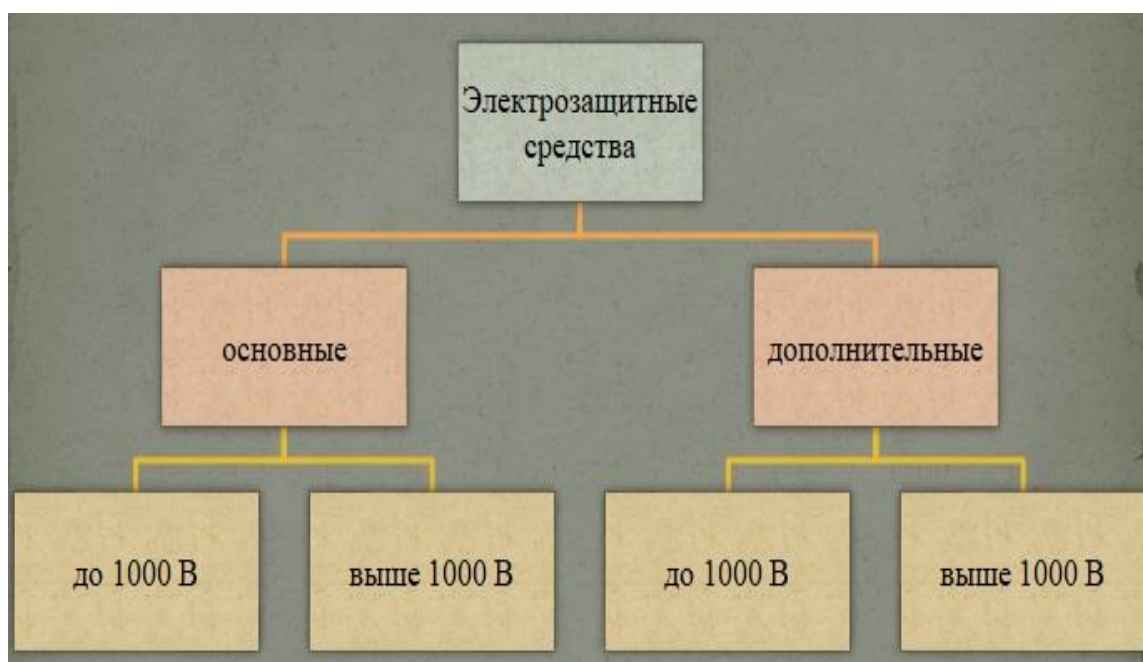 Электрозащитные
средства
основные
дополнительные
до 1000 В
выше 1000 В
до 1000 В
выше 1000 В